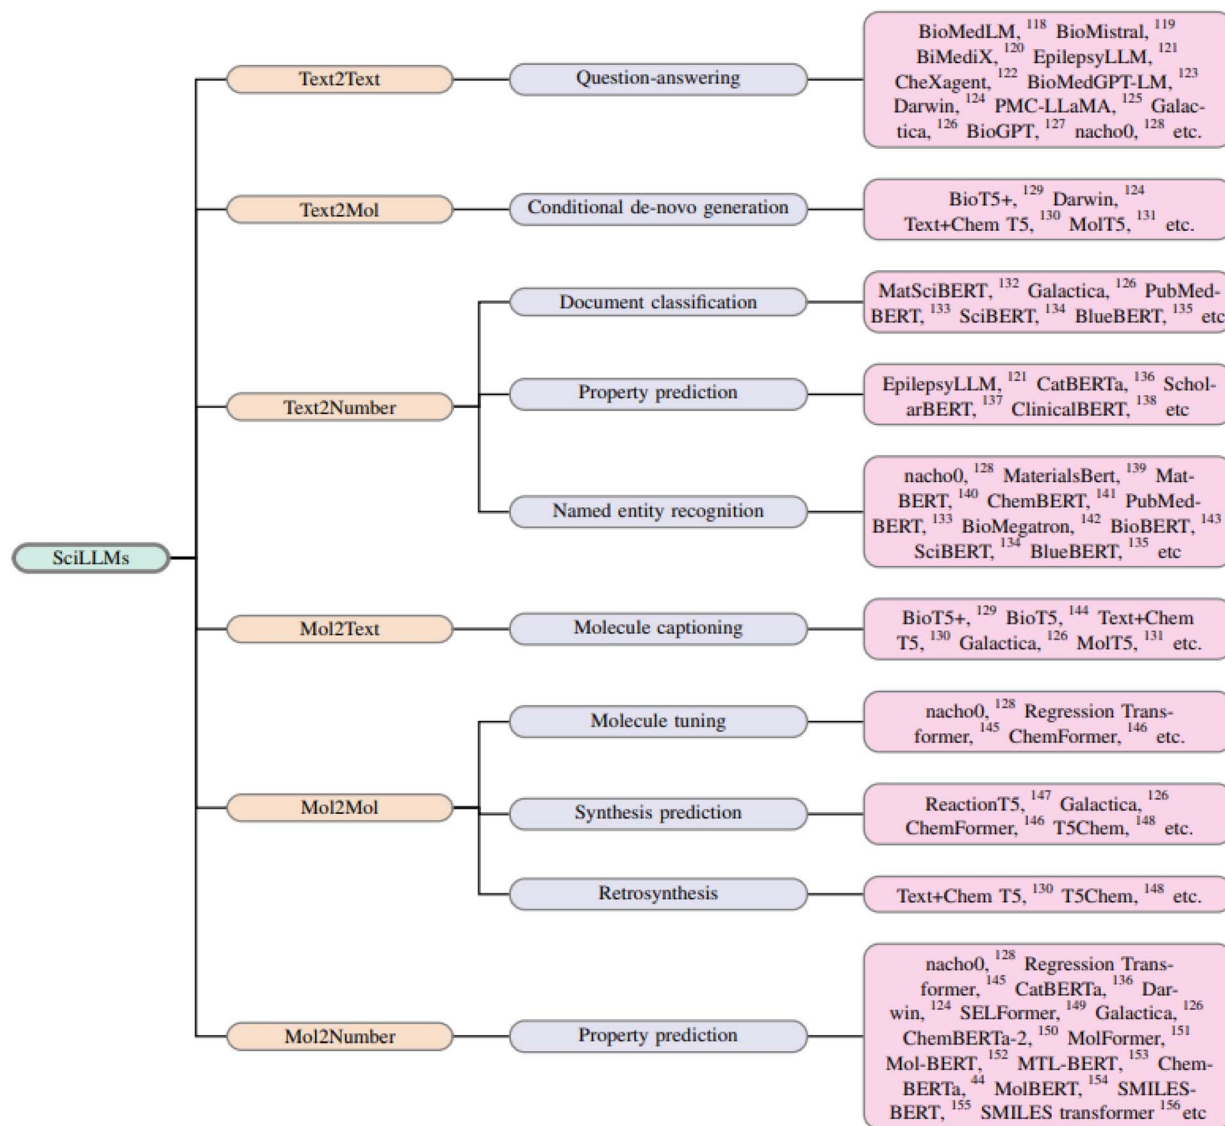 SciLLMs
Text2Text
Question-answering
BioMedLM, 118 BioMistral, 119
BiMediX, 120 EpilepsyLLM, 121
CheXagent, 122 BioMedGPT-LM, 123
Darwin, 124 PMC-LLaMA, 125 Galac-
tica, 126 BioGPT, 127 nacho0, 128 etc.
Text2Mol
Conditional de-novo generation
BioT5+, 129 Darwin, 124
Text+Chem T5, 130 MolT5, 131 etc.
Text2Number
Document classification
MatSciBERT, 132 Galactica, 126 PubMed-
BERT, 133 SciBERT, 134 BlueBERT, 135 etc
Property prediction
EpilepsyLLM, 121 CatBERTa, 136 Schol-
arBERT, 137 ClinicalBERT, 138 etc
Named entity recognition
nacho0, 128 MaterialsBert, 139 Mat-
BERT, 140 ChemBERT, 141 PubMed-
BERT, 133 BioMegatron, 142 BioBERT, 143
SciBERT, 134 BlueBERT, 135 etc
Mol2Text
Molecule captioning
BioT5+, 129 BioT5, 144 Text+Chem
T5, 130 Galactica, 126 MolT5, 131 etc.
Mol2Mol
Molecule tuning
nacho0, 128 Regression Trans-
former, 145 ChemFormer, 146 etc.
Synthesis prediction
ReactionT5, 147 Galactica, 126
ChemFormer, 146 T5Chem, 148 etc.
Retrosynthesis
Text+Chem T5, 130 T5Chem, 148 etc.
Mol2Number
Property prediction
nacho0, 128 Regression Trans-
former, 145 CatBERTa, 136 Dar-
win, 124 SELFormer, 149 Galactica, 126
ChemBERTa-2, 150 MolFormer, 151
Mol-BERT, 152 MTL-BERT, 153 Chem-
BERTa, 44 MolBERT, 154 SMILES-
BERT, 155 SMILES transformer 156 etc